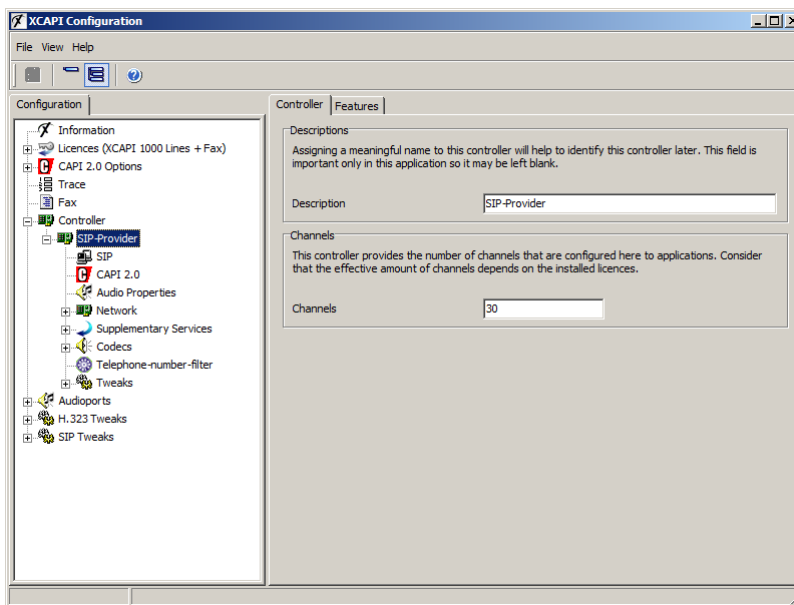 XCAPI Configuration
File View Help
Configuration
Information
Licences (XCAPI 1000 Lines + Fax)
CAPI 2.0 Options
Trace
Fax
Controller
SIP-Provider
SIP
CAPI 2.0
Audio Properties
Network
Supplementary Services
Codecs
Telephone-number-filter
Tweaks
Audioports
H.323 Tweaks
SIP Tweaks
Controller Features
Descriptions
Assigning a meaningful name to this controller will help to identify this controller later. This field is
important only in this application so it may be left blank.
Description SIP-Provider
Channels
This controller provides the number of channels that are configured here to applications. Consider
that the effective amount of channels depends on the installed licences.
Channels 30